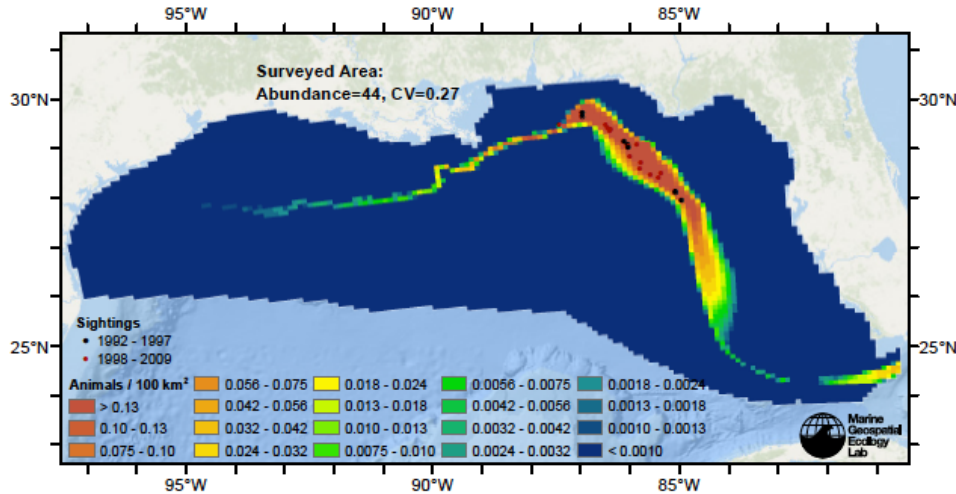 95°W 90°W 85°W
Surveyed Area:
Abundance=44, CV=0.27
30°N 30°N
25°N 25°N
Sightings
1992 - 1997
1998 - 2009
Animals / 100 km² 0.056 - 0.075 0.018 - 0.024 0.0056 - 0.0075 0.0018 - 0.0024
> 0.13 0.042 - 0.056 0.013 - 0.018 0.0042 - 0.0056 0.0013 - 0.0018
0.10 - 0.13 0.032 - 0.042 0.010 - 0.013 0.0032 - 0.0042 0.0010 - 0.0013
0.075 - 0.10 0.024 - 0.032 0.0075 - 0.010 0.0024 - 0.0032 < 0.0010
Marine
Geospatial
Ecology
Lab
95°W 90°W 85°W